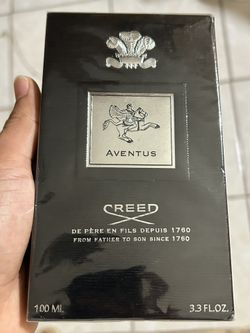 AVENTUS
CREED
DE PÈRE EN FILS DEPUIS 1760
FROM FATHER TO SON SINCE 1760
100 ML. 3.3 FL.OZ.